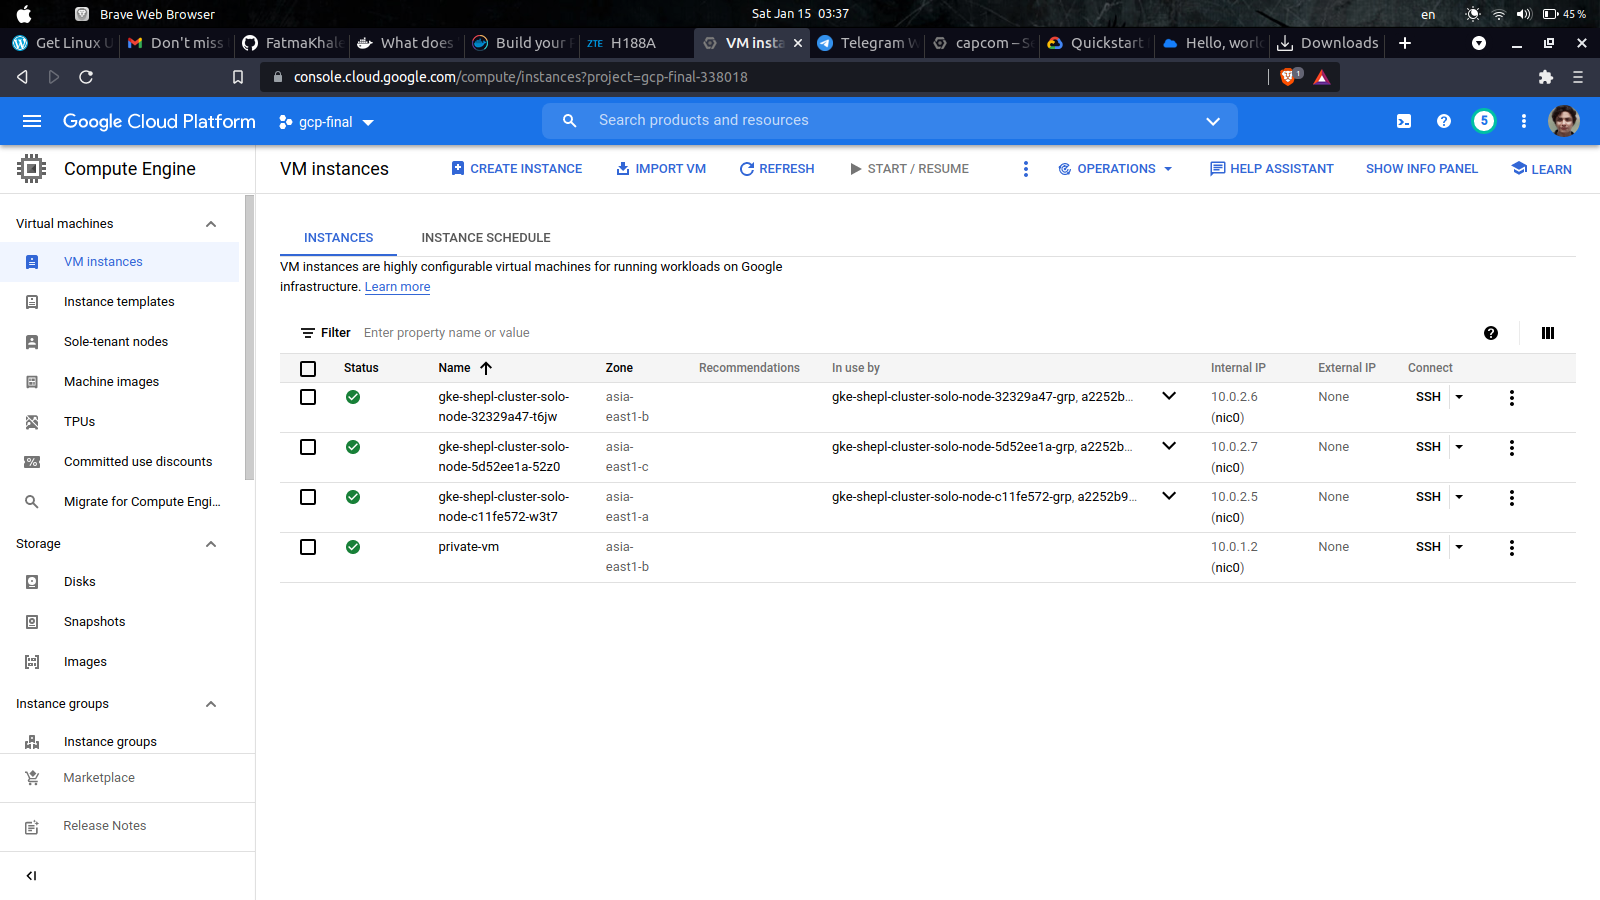 Brave Web Browser
Sat Jan 15 03:37
en
45 %
Get Linux U
Don't miss
FatmaKhale
What does
Build your F
ZTE H188A
VM insta
Telegram W
capcom – Se
Quickstart
Hello, worl
Downloads
console.cloud.google.com/compute/instances?project=gcp-final-338018
1
Google Cloud Platform
gcp-final
Search products and resources
5
Compute Engine
VM instances
CREATE INSTANCE
IMPORT VM
REFRESH
START / RESUME
OPERATIONS
HELP ASSISTANT
SHOW INFO PANEL
LEARN
Virtual machines
VM instances
Instance templates
Sole-tenant nodes
Machine images
TPUs
Committed use discounts
Migrate for Compute Engi...
Storage
Disks
Snapshots
Images
Instance groups
Instance groups
Marketplace
Release Notes
INSTANCES
INSTANCE SCHEDULE
VM instances are highly configurable virtual machines for running workloads on Google
infrastructure. Learn more
Filter Enter property name or value
Status Name Zone Recommendations In use by Internal IP External IP Connect
gke-shepl-cluster-solo- asia- gke-shepl-cluster-solo-node-32329a47-grp, a2252b... 10.0.2.6 None SSH
node-32329a47-t6jw east1-b (nic0)
gke-shepl-cluster-solo- asia- gke-shepl-cluster-solo-node-5d52ee1a-grp, a2252b... 10.0.2.7 None SSH
node-5d52ee1a-52z0 east1-c (nic0)
gke-shepl-cluster-solo- asia- gke-shepl-cluster-solo-node-c11fe572-grp, a2252b9... 10.0.2.5 None SSH
node-c11fe572-w3t7 east1-a (nic0)
private-vm asia- 10.0.1.2 None SSH
east1-b (nic0)